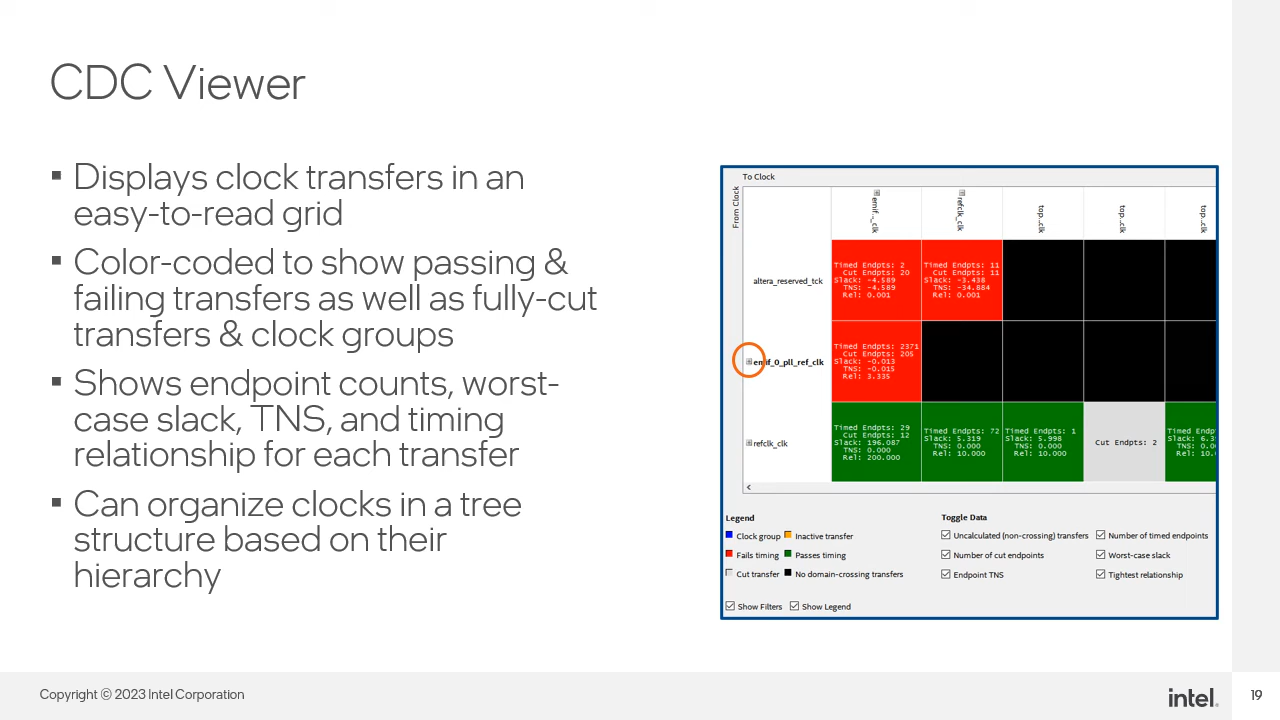 CDC Viewer
▪ Displays clock transfers in an
easy-to-read grid
▪ Color-coded to show passing &
failing transfers as well as fully-cut
transfers & clock groups
▪ Shows endpoint counts, worst-
case slack, TNS, and timing
relationship for each transfer
▪ Can organize clocks in a tree
structure based on their
hierarchy
To Clock
From Clock
emif..._clk
refclk_clk
top...clk
top...clk
top...clk
altera_reserved_tck
Timed Endpts: 2
Cut Endpts: 20
Slack: -4.589
TNS: -4.589
Rel: 0.001
Timed Endpts: 11
Cut Endpts: 11
Slack: -3.438
TNS: -34.884
Rel: 0.001
emif_0_pll_ref_clk
Timed Endpts: 2371
Cut Endpts: 205
Slack: -0.013
TNS: -0.015
Rel: 3.335
refclk_clk
Timed Endpts: 29
Cut Endpts: 12
Slack: 196.087
TNS: 0.000
Rel: 200.000
Timed Endpts: 72
Slack: 5.319
TNS: 0.000
Rel: 10.000
Timed Endpts: 1
Slack: 5.998
TNS: 0.000
Rel: 10.000
Cut Endpts: 2
Timed Endp
Slack: 6.3
TNS: 0.0
Rel: 10.
<
Legend
Clock group Inactive transfer
Fails timing Passes timing
Cut transfer No domain-crossing transfers
Toggle Data
Uncalculated (non-crossing) transfers Number of timed endpoints
Number of cut endpoints Worst-case slack
Endpoint TNS Tightest relationship
Show Filters Show Legend
Copyright © 2023 Intel Corporation
intel.
19